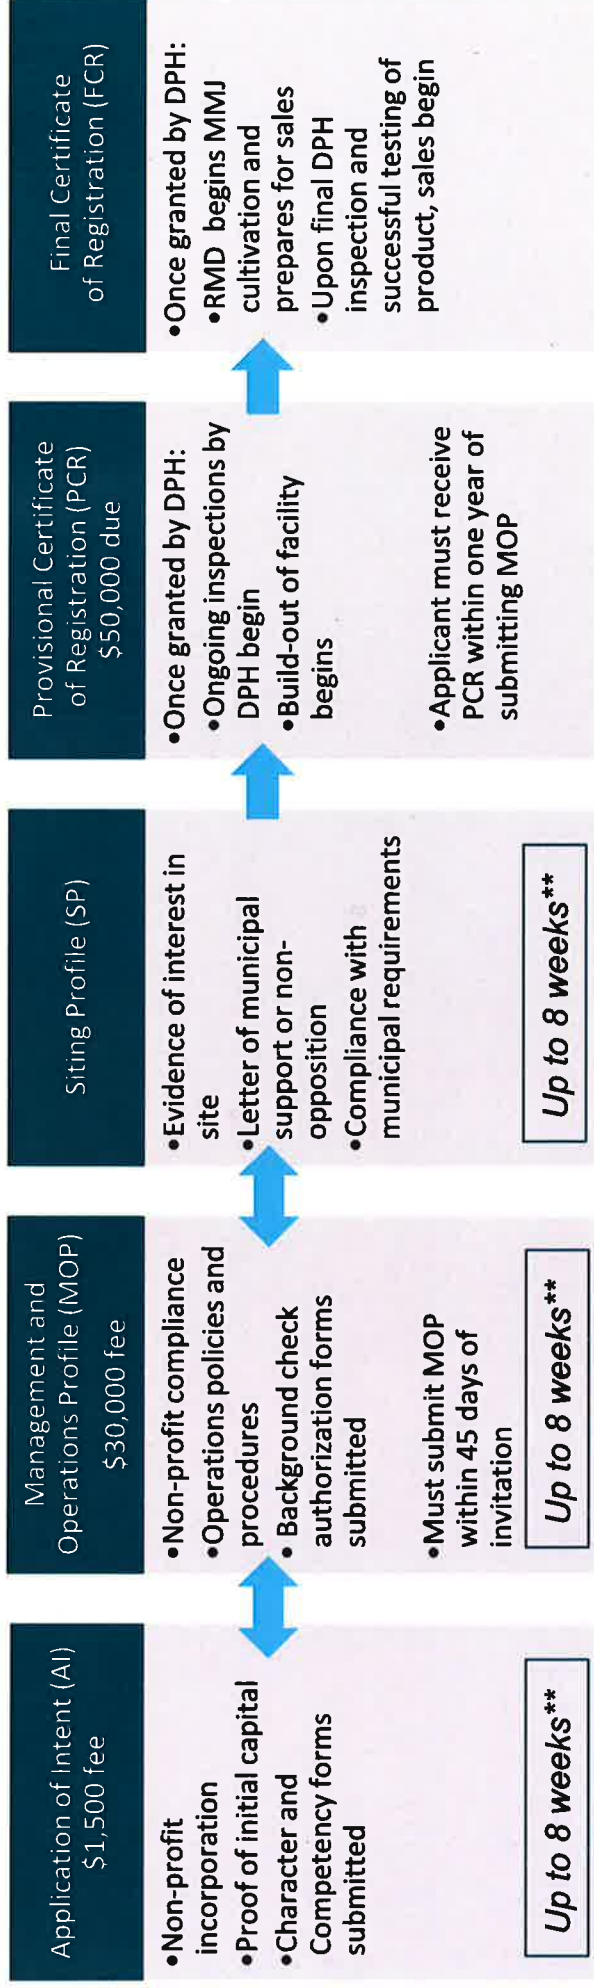 Application of Intent (AI)
$1,500 fee
•Non-profit
incorporation
•Proof of initial capital
•Character and
Competency forms
submitted
Up to 8 weeks**
Management and
Operations Profile (MOP)
$30,000 fee
•Non-profit compliance
•Operations policies and
procedures
• Background check
authorization forms
submitted
•Must submit MOP
within 45 days of
invitation
Up to 8 weeks**
Siting Profile (SP)
•Evidence of interest in
site
•Letter of municipal
support or non-
opposition
•Compliance with
municipal requirements
Up to 8 weeks**
Provisional Certificate
of Registration (PCR)
$50,000 due
•Once granted by DPH:
•Ongoing inspections by
DPH begin
•Build-out of facility
begins
•Applicant must receive
PCR within one year of
submitting MOP
Final Certificate
of Registration (FCR)
•Once granted by DPH:
•RMD begins MMJ
cultivation and
prepares for sales
•Upon final DPH
inspection and
successful testing of
product, sales begin